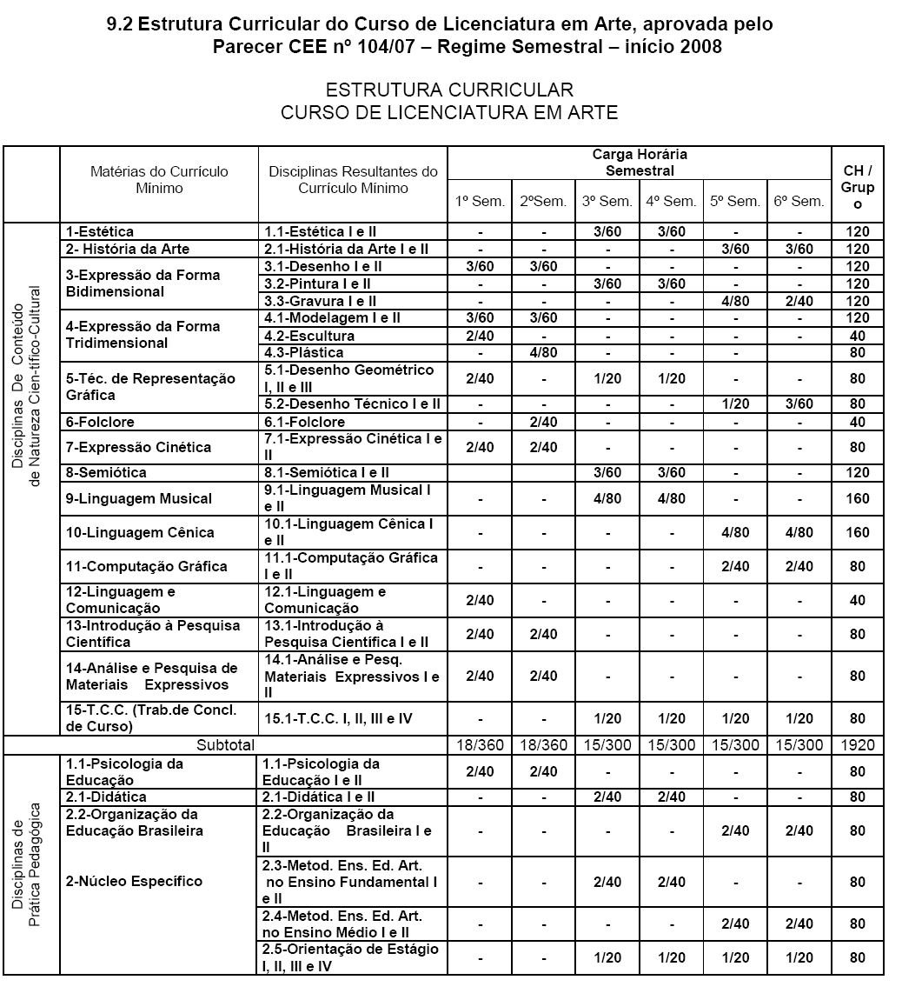 9.2 Estrutura Curricular do Curso de Licenciatura em Arte, aprovada pelo
Parecer CEE nº 104/07 – Regime Semestral – início 2008
ESTRUTURA CURRICULAR
CURSO DE LICENCIATURA EM ARTE
Matérias do Currículo
Mínimo
Disciplinas Resultantes do
Currículo Mínimo
Carga Horária
Semestral
CH /
Grup
o
1º Sem. 2ºSem. 3º Sem. 4º Sem. 5º Sem. 6º Sem.
Disciplinas De Conteúdo
de Natureza Cien-tífico-Cultural
1-Estética 1.1-Estética I e II - - 3/60 3/60 - - 120
2- História da Arte 2.1-História da Arte I e II - - - - 3/60 3/60 120
3-Expressão da Forma
Bidimensional
3.1-Desenho I e II 3/60 3/60 - - - - 120
3.2-Pintura I e II - - 3/60 3/60 - - 120
3.3-Gravura I e II - - - - 4/80 2/40 120
4-Expressão da Forma
Tridimensional
4.1-Modelagem I e II 3/60 3/60 - - - - 120
4.2-Escultura 2/40 - - - - - 40
4.3-Plástica - 4/80 - - - 80
5-Téc. de Representação
Gráfica
5.1-Desenho Geométrico
I, II e III
2/40 - 1/20 1/20 - - 80
5.2-Desenho Técnico I e II - - - - 1/20 3/60 80
6-Folclore 6.1-Folclore - 2/40 - - - - 40
7-Expressão Cinética
7.1-Expressão Cinética I e
II
2/40 2/40 - - - - 80
8-Semiótica 8.1-Semiótica I e II 3/60 3/60 - - 120
9-Linguagem Musical
9.1-Linguagem Musical I
e II
- - 4/80 4/80 - - 160
10-Linguagem Cênica
10.1-Linguagem Cênica I
e II
- - - - 4/80 4/80 160
11-Computação Gráfica
11.1-Computação Gráfica
I e II
- - - - 2/40 2/40 80
12-Linguagem e
Comunicação
12.1-Linguagem e
Comunicação
2/40 - - - - - 40
13-Introdução à Pesquisa
Científica
13.1-Introdução à
Pesquisa Científica I e II
2/40 2/40 - - - - 80
14-Análise e Pesquisa de
Materiais Expressivos
14.1-Análise e Pesq.
Materiais Expressivos I e
II
2/40 2/40 - - - - 80
15-T.C.C. (Trab.de Concl.
de Curso)
15.1-T.C.C. I, II, III e IV - - 1/20 1/20 1/20 1/20 80
Subtotal 18/360 18/360 15/300 15/300 15/300 15/300 1920
Disciplinas de
Prática Pedagógica
1.1-Psicologia da
Educação
1.1-Psicologia da
Educação I e II
2/40 2/40 - - - - 80
2.1-Didática 2.1-Didática I e II - - 2/40 2/40 - - 80
2.2-Organização da
Educação Brasileira
2.2-Organização da
Educação Brasileira I e
II
- - - - 2/40 2/40 80
2-Núcleo Específico
2.3-Metod. Ens. Ed. Art.
no Ensino Fundamental I
e II
- - 2/40 2/40 - - 80
2.4-Metod. Ens. Ed. Art.
no Ensino Médio I e II
- - - - 2/40 2/40 80
2.5-Orientação de Estágio
I, II, III e IV
- - 1/20 1/20 1/20 1/20 80